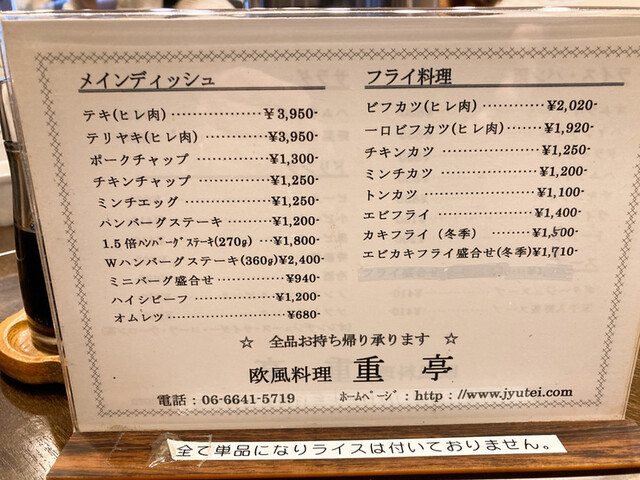 メインディッシュ
テキ(ヒレ肉) ················ ¥3,950-
テリヤキ(ヒレ肉) ············ ¥3,950-
ポークチャップ ··············· ¥1,300-
チキンチャップ ··············· ¥1,250-
ミンチエッグ ················· ¥1,250-
ハンバーグステーキ ··········· ¥1,200-
1.5倍ﾊﾝﾊﾞｰｸﾞｽﾃｰｷ(270g) ··· ¥1,800-
Wハンバーグステーキ(360g)¥2,400-
ミニバーグ盛合せ ············· ¥940-
ハイシビーフ ················· ¥1,200-
オムレツ ····················· ¥680-
フライ料理
ビフカツ(ヒレ肉) ············ ¥2,020-
一口ビフカツ(ヒレ肉) ······· ¥1,920-
チキンカツ ··················· ¥1,250-
ミンチカツ ··················· ¥1,200-
トンカツ ····················· ¥1,100-
エビフライ ··················· ¥1,400-
カキフライ (冬季) ··········· ¥1,500-
エビカキフライ盛合せ(冬季)¥1,710-
☆ 全品お持ち帰り承ります ☆
欧風料理 重亭
電話：06-6641-5719 ﾎｰﾑﾍﾟｰｼﾞ：http：//www.jyutei.com
全て単品になりライスは付いておりません。